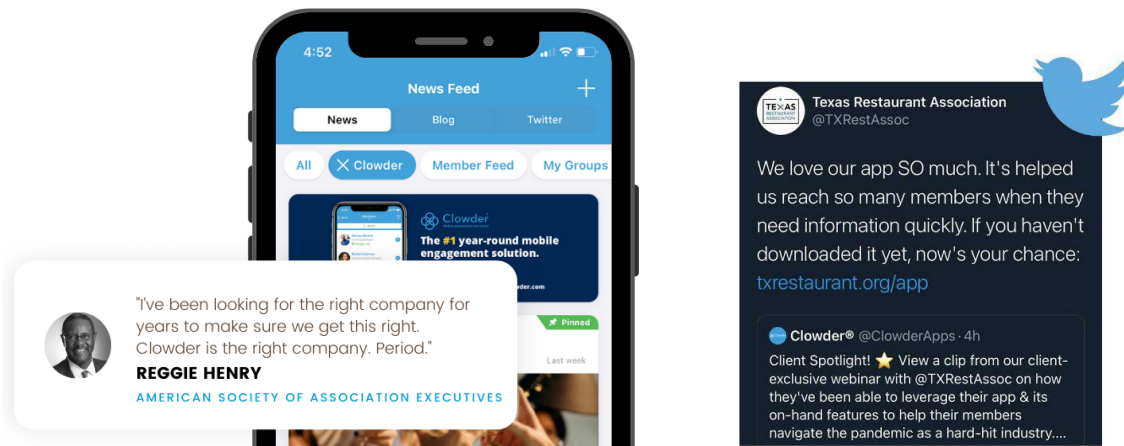 4:52
News Feed
News
Blog
Twitter
All
Clowder
Member Feed
My Groups
Clowder
The #1 year-round mobile
engagement solution.
Pinned
Last week
"I've been looking for the right company for
years to make sure we get this right.
Clowder is the right company. Period."
REGGIE HENRY
AMERICAN SOCIETY OF ASSOCIATION EXECUTIVES
TEXAS
RESTAURANT
ASSOCIATION
Texas Restaurant Association
@TXRestAssoc
We love our app SO much. It's helped
us reach so many members when they
need information quickly. If you haven't
downloaded it yet, now's your chance:
txrestaurant.org/app
Clowder® @ClowderApps · 4h
Client Spotlight! ⭐ View a clip from our client-
exclusive webinar with @TXRestAssoc on how
they've been able to leverage their app & its
on-hand features to help their members
navigate the pandemic as a hard-hit industry....